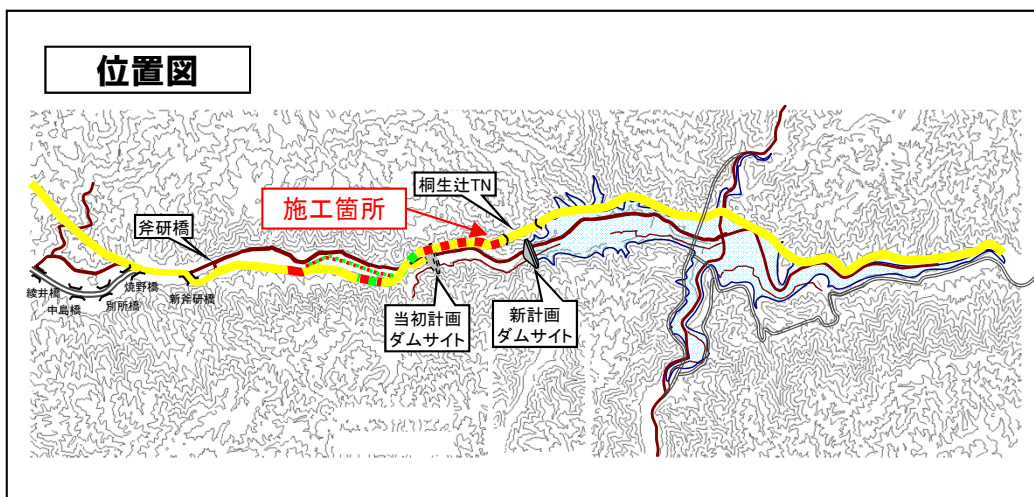 位置図
桐生辻TN
施工箇所
斧研橋
綾井橋
中島橋
別所橋
焼野橋
新斧研橋
当初計画
ダムサイト
新計画
ダムサイト